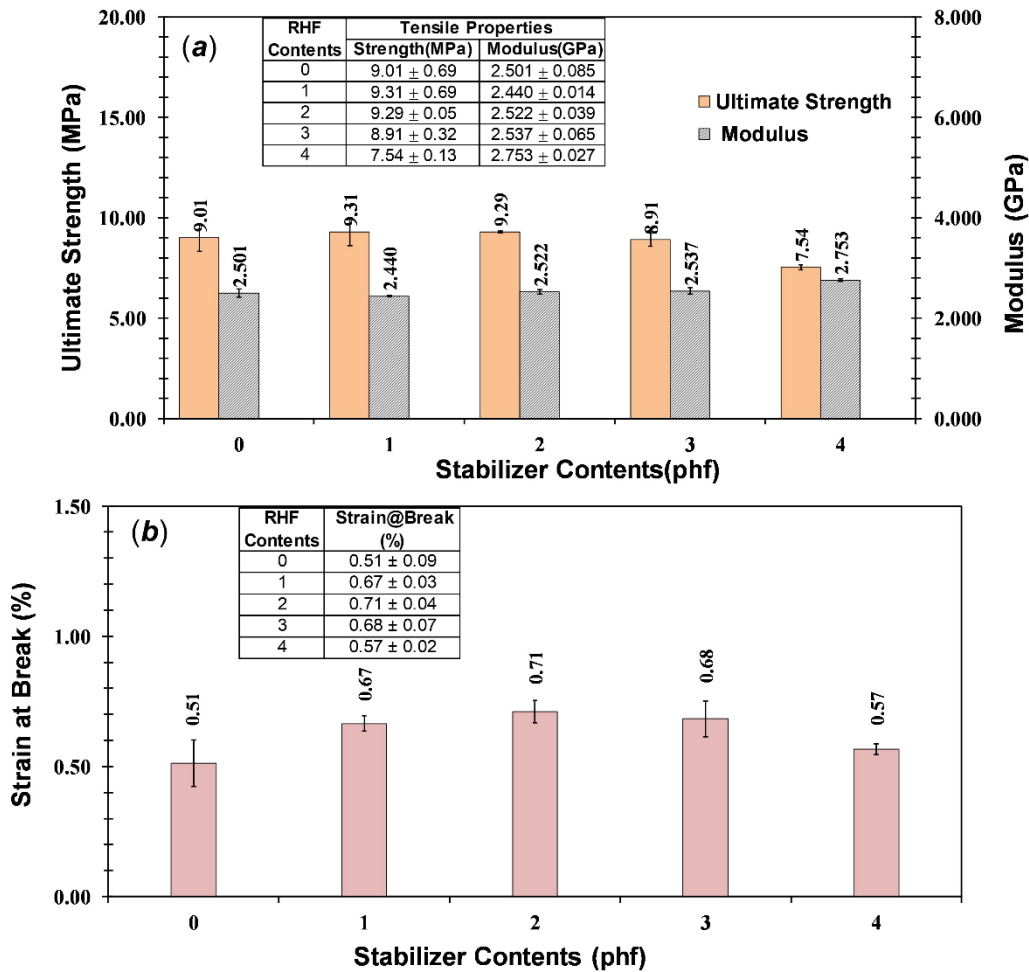 (a)
RHF Contents
Tensile Properties
Strength(MPa) Modulus(GPa)
0 9.01 ± 0.69 2.501 ± 0.085
1 9.31 ± 0.69 2.440 ± 0.014
2 9.29 ± 0.05 2.522 ± 0.039
3 8.91 ± 0.32 2.537 ± 0.065
4 7.54 ± 0.13 2.753 ± 0.027
Ultimate Strength
Modulus
Ultimate Strength (MPa)
20.00
15.00
10.00
5.00
0.00
Modulus (GPa)
8.000
6.000
4.000
2.000
0.000
9.01 2.501 9.31 2.440 9.29 2.522 8.91 2.537 7.54 2.753
0 1 2 3 4
Stabilizer Contents(phf)
(b)
RHF Contents
Strain@Break (%)
0 0.51 ± 0.09
1 0.67 ± 0.03
2 0.71 ± 0.04
3 0.68 ± 0.07
4 0.57 ± 0.02
Strain at Break (%)
1.50
1.00
0.50
0.00
0.51 0.67 0.71 0.68 0.57
0 1 2 3 4
Stabilizer Contents (phf)